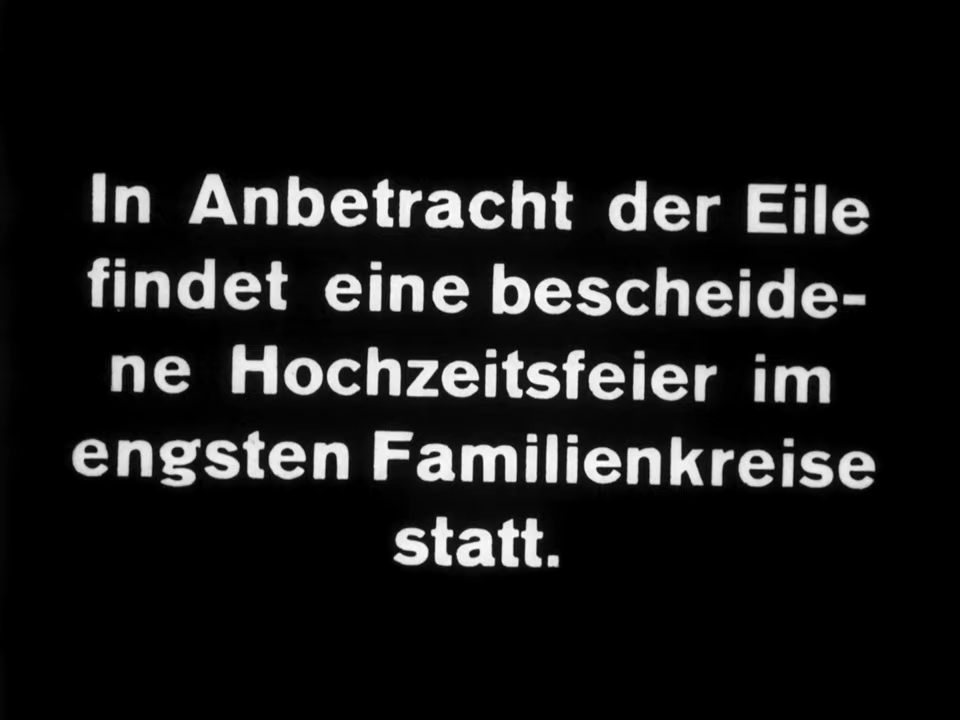 In Anbetracht der Eile
findet eine bescheide-
ne Hochzeitsfeier im
engsten Familienkreise
statt.